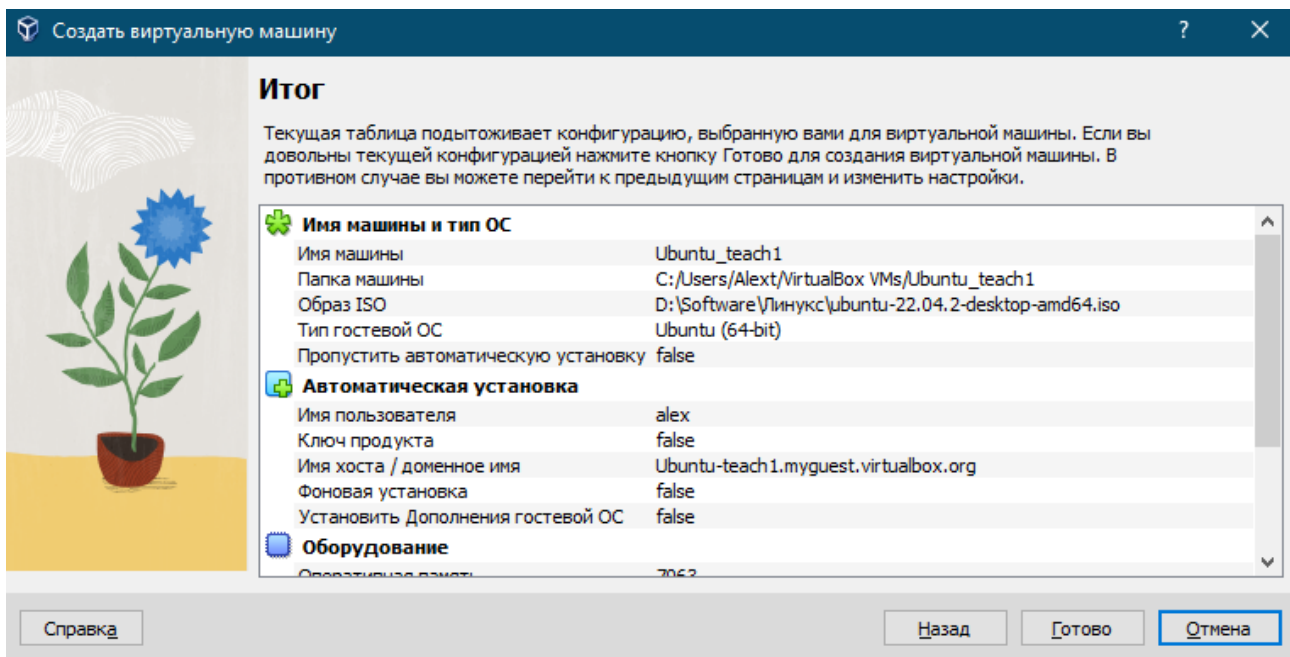 Создать виртуальную машину
?
Итог
Текущая таблица подытоживает конфигурацию, выбранную вами для виртуальной машины. Если вы
довольны текущей конфигурацией нажмите кнопку Готово для создания виртуальной машины. В
противном случае вы можете перейти к предыдущим страницам и изменить настройки.
Имя машины и тип ОС
Имя машины Ubuntu_teach1
Папка машины C:/Users/Alext/VirtualBox VMs/Ubuntu_teach1
Образ ISO D:\Software\Линукс\ubuntu-22.04.2-desktop-amd64.iso
Тип гостевой ОС Ubuntu (64-bit)
Пропустить автоматическую установку false
Автоматическая установка
Имя пользователя alex
Ключ продукта false
Имя хоста / доменное имя Ubuntu-teach1.myguest.virtualbox.org
Фоновая установка false
Установить Дополнения гостевой ОС false
Оборудование
Оперативная память
Справка Назад Готово Отмена